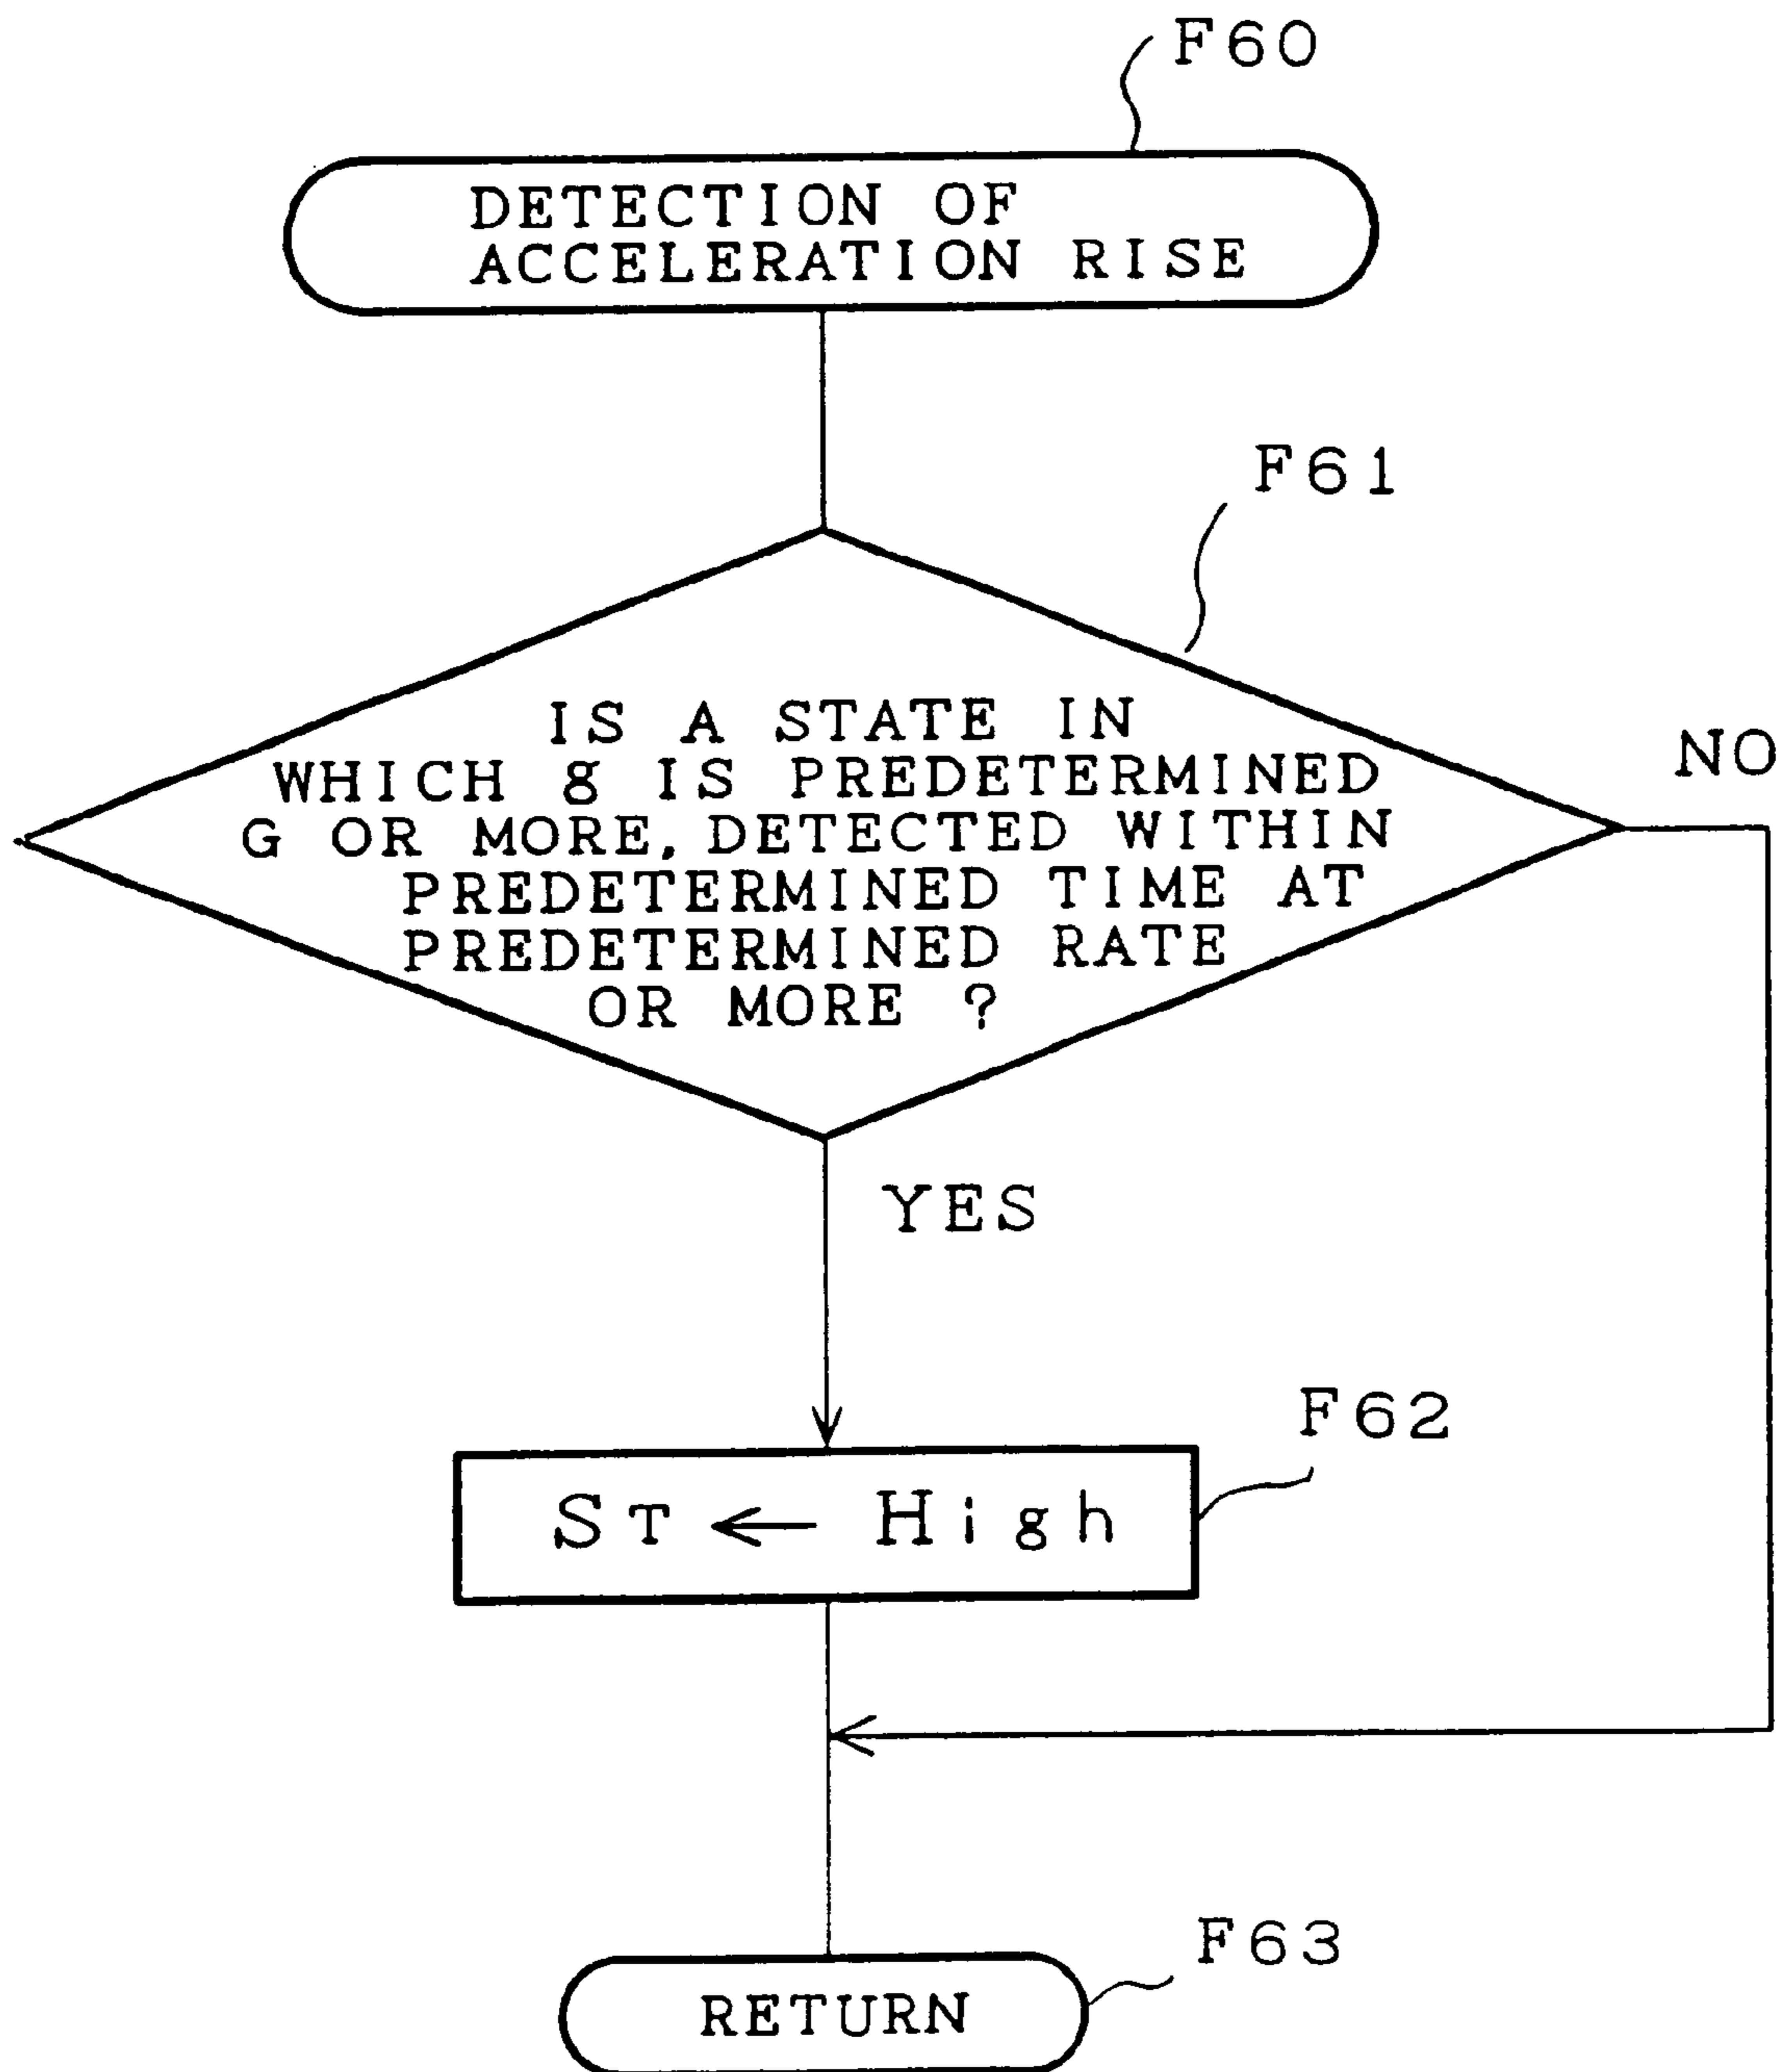 F60
DETECTION OF
ACCELERATION RISE
F61
IS A STATE IN
WHICH g IS PREDETERMINED
G OR MORE, DETECTED WITHIN
PREDETERMINED TIME AT
PREDETERMINED RATE
OR MORE ?
NO
YES
F62
ST ← High
F63
RETURN